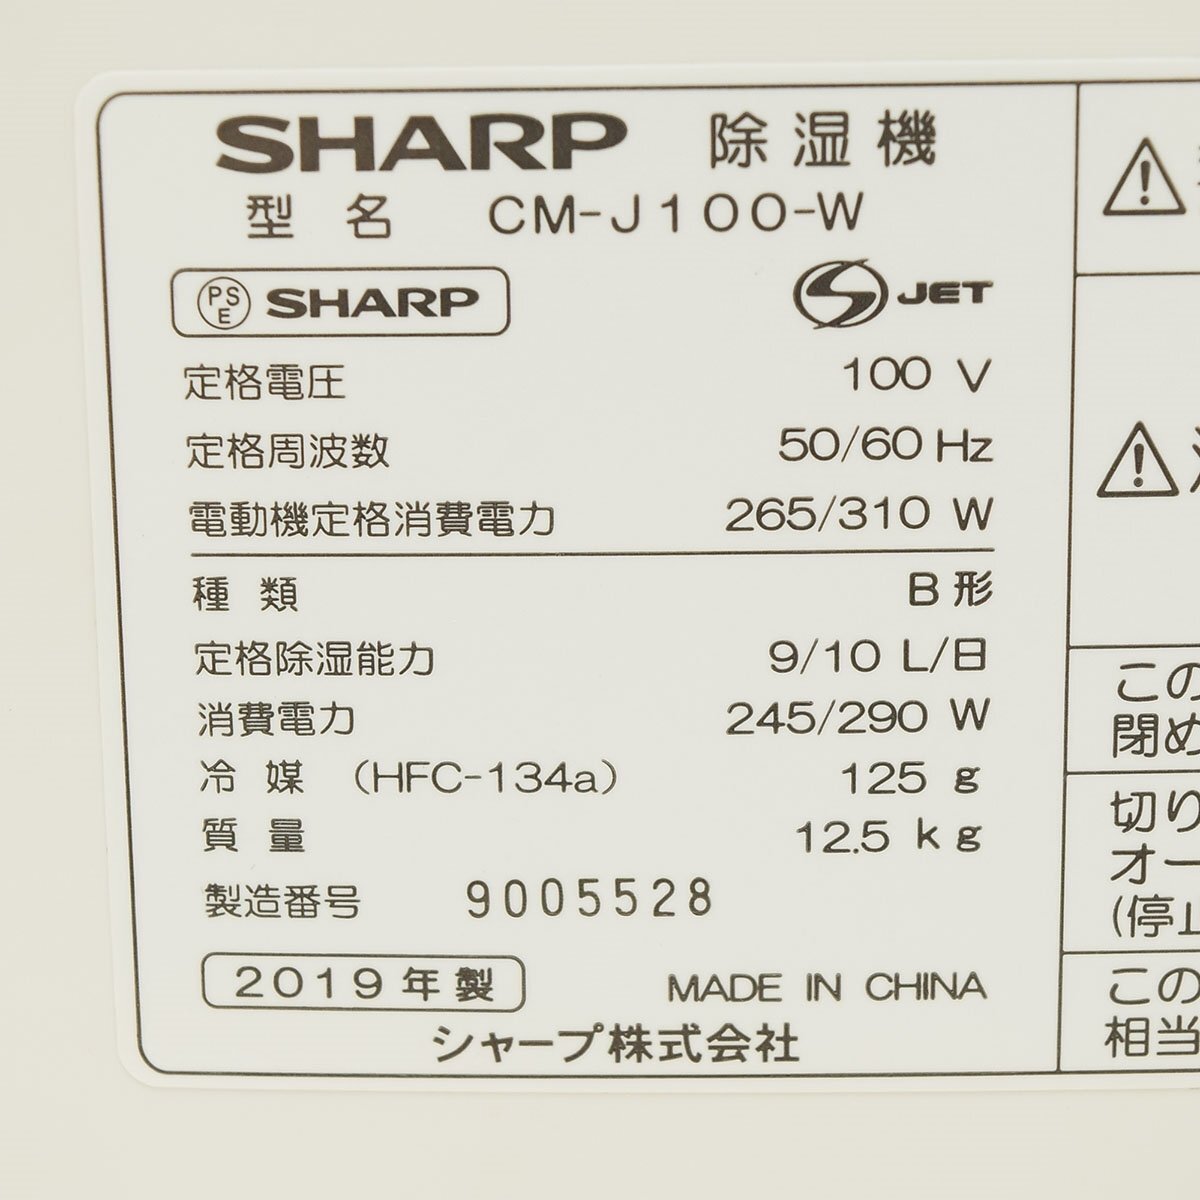 SHARP 除湿機
型名 CM-J100-W
PSE SHARP
S JET
定格電圧 100 V
定格周波数 50/60 Hz
電動機定格消費電力 265/310 W
種類 B形
定格除湿能力 9/10 L/日
消費電力 245/290 W
冷媒 (HFC-134a) 125 g
質量 12.5 kg
製造番号 9005528
2019年製 MADE IN CHINA
シャープ株式会社
この
閉め
切り
オー
(停止
この
相当